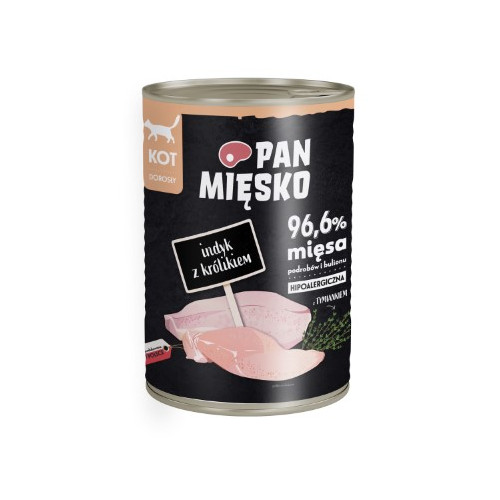 KOT
DOROSŁY
PAN
MIĘSKO
indyk
z królikiem
96,6%
mięsa
podrobów i bulionu
HIPOALERGICZNA
z TYMIANKIEM